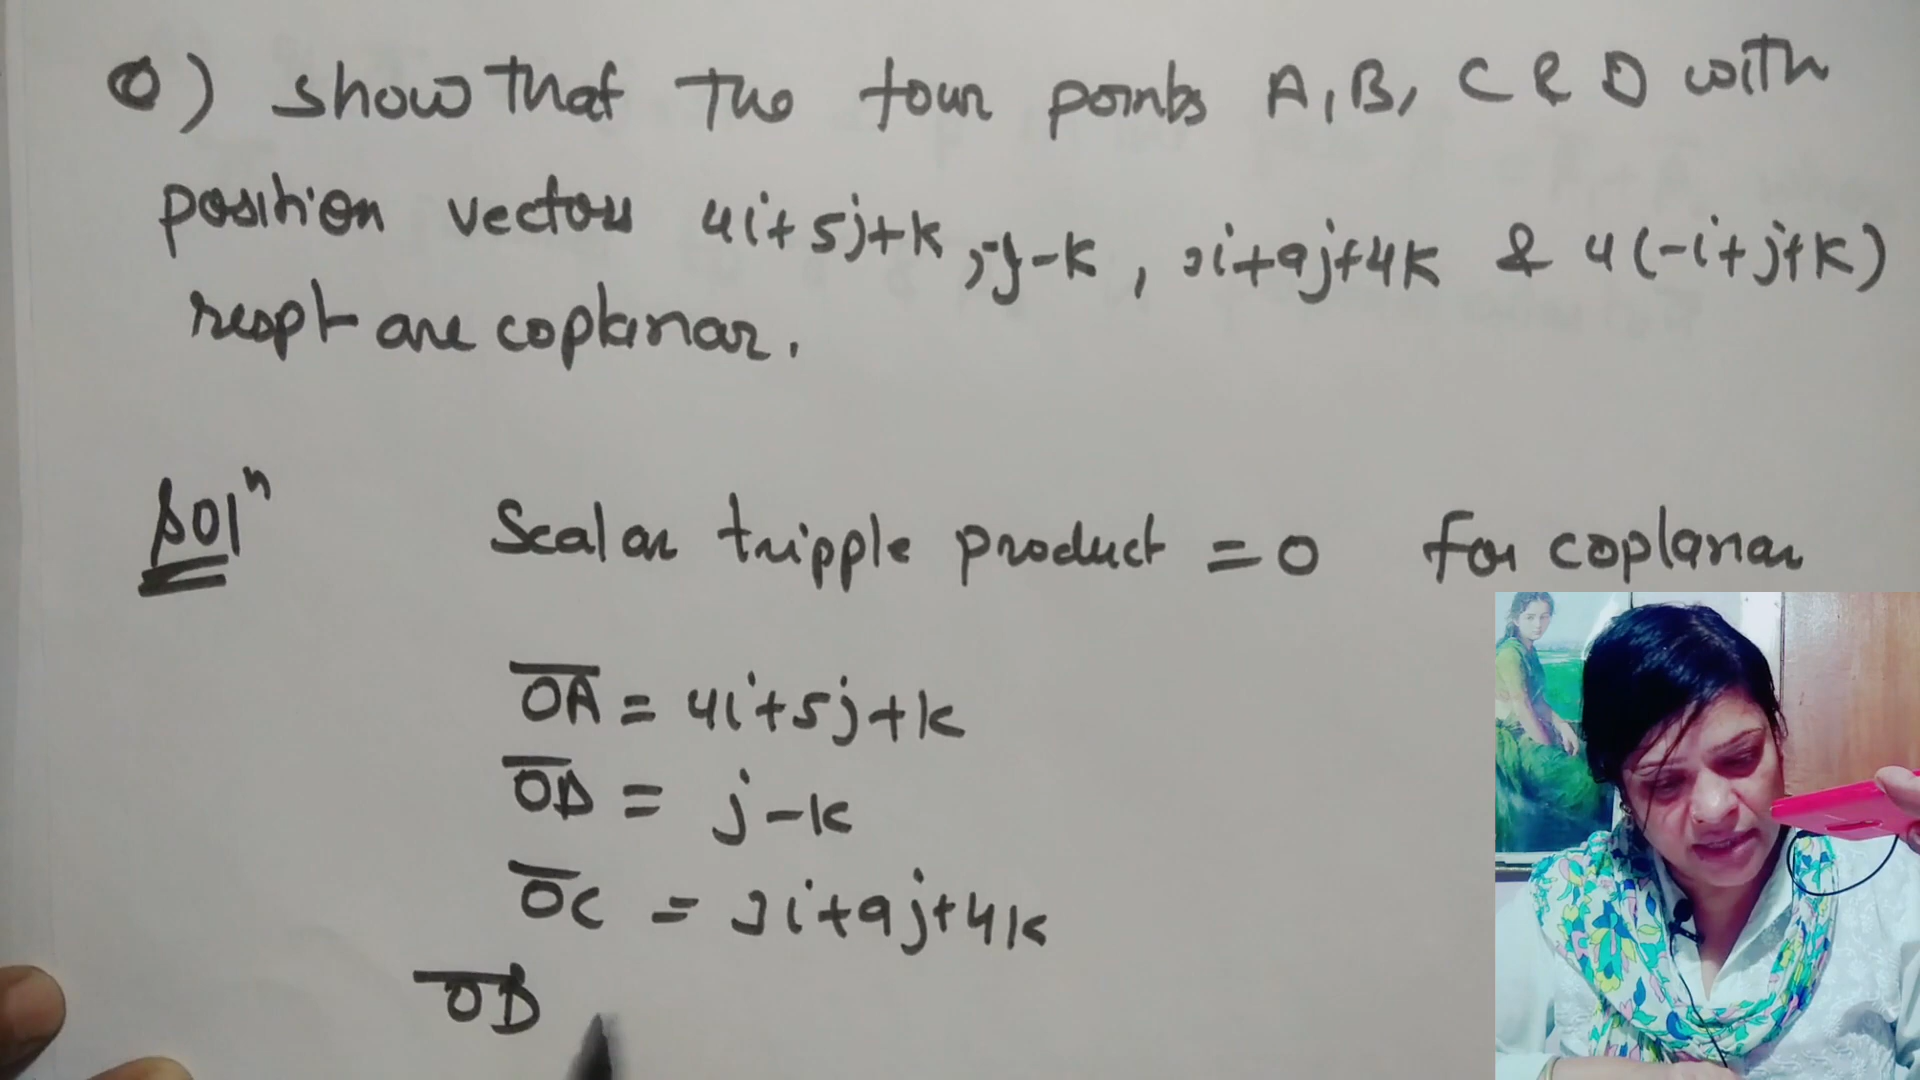 Q) show that the four points A, B, C & D with
position vectors 4i+5j+k, -j-k, 3i+9j+4k & 4(-i+j+k)
respt are coplanar.
Solⁿ Scalar tripple product = 0 for coplanar
OA = 4i+5j+k
OB = j-k
OC = 3i+9j+4k
OD